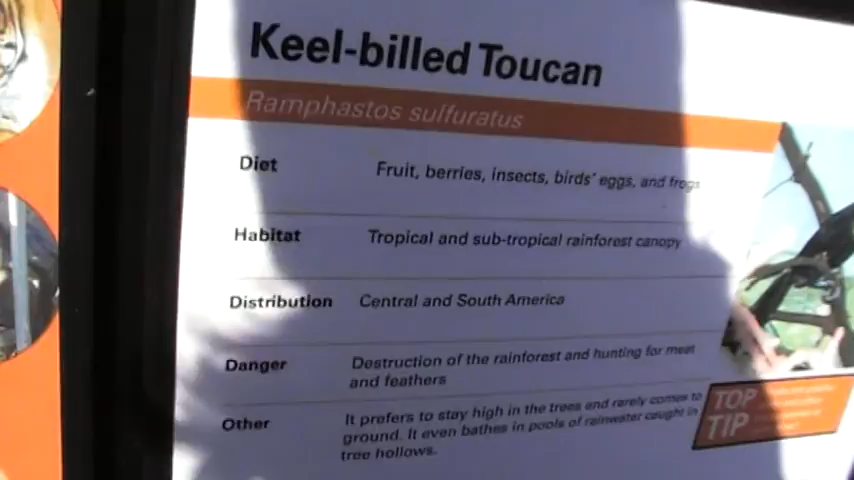 Keel-billed Toucan
Ramphastos sulfuratus
Diet Fruit, berries, insects, birds' eggs, and frogs
Habitat Tropical and sub-tropical rainforest canopy
Distribution Central and South America
Danger Destruction of the rainforest and hunting for meat
and feathers
Other It prefers to stay high in the trees and rarely comes to
ground. It even bathes in pools of rainwater caught in
tree hollows.
TOP
TIP